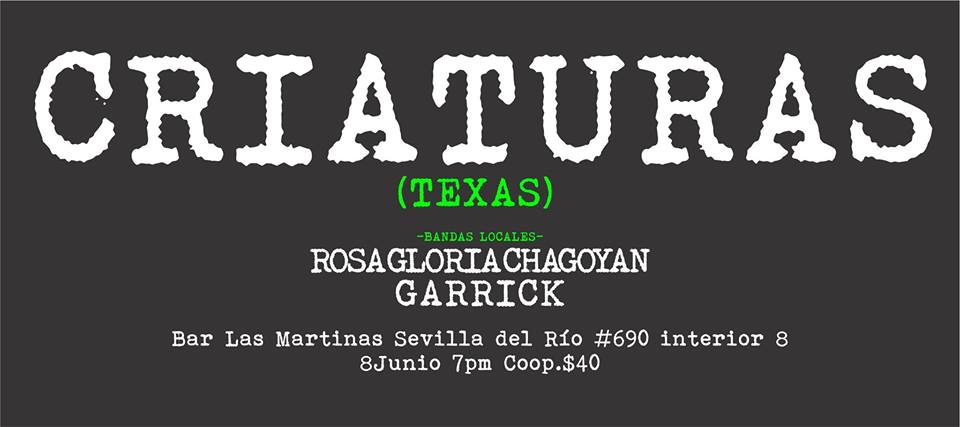 CRIATURAS
(TEXAS)
-BANDAS LOCALES-
ROSAGLORIACHAGOYAN
GARRICK
Bar Las Martinas Sevilla del Río #690 interior 8
8Junio 7pm Coop.$40